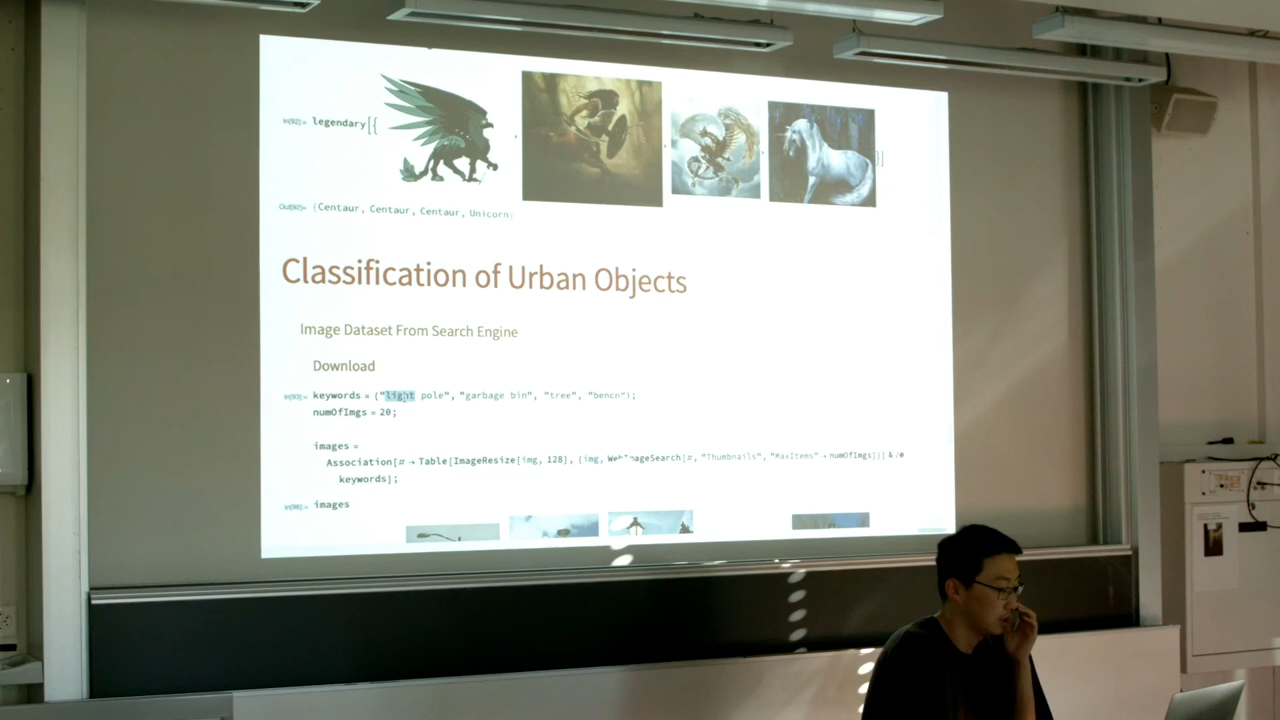 In[92]:= legendary[{
}]
Out[92]= {Centaur, Centaur, Centaur, Unicorn}
Classification of Urban Objects
Image Dataset From Search Engine
Download
In[93]:= keywords = {"light pole", "garbage bin", "tree", "bench"};
numOfImgs = 20;
images =
Association[# → Table[ImageResize[img, 128], {img, WebImageSearch[#, "Thumbnails", "MaxItems" → numOfImgs]}] & /@
keywords];
In[96]:= images